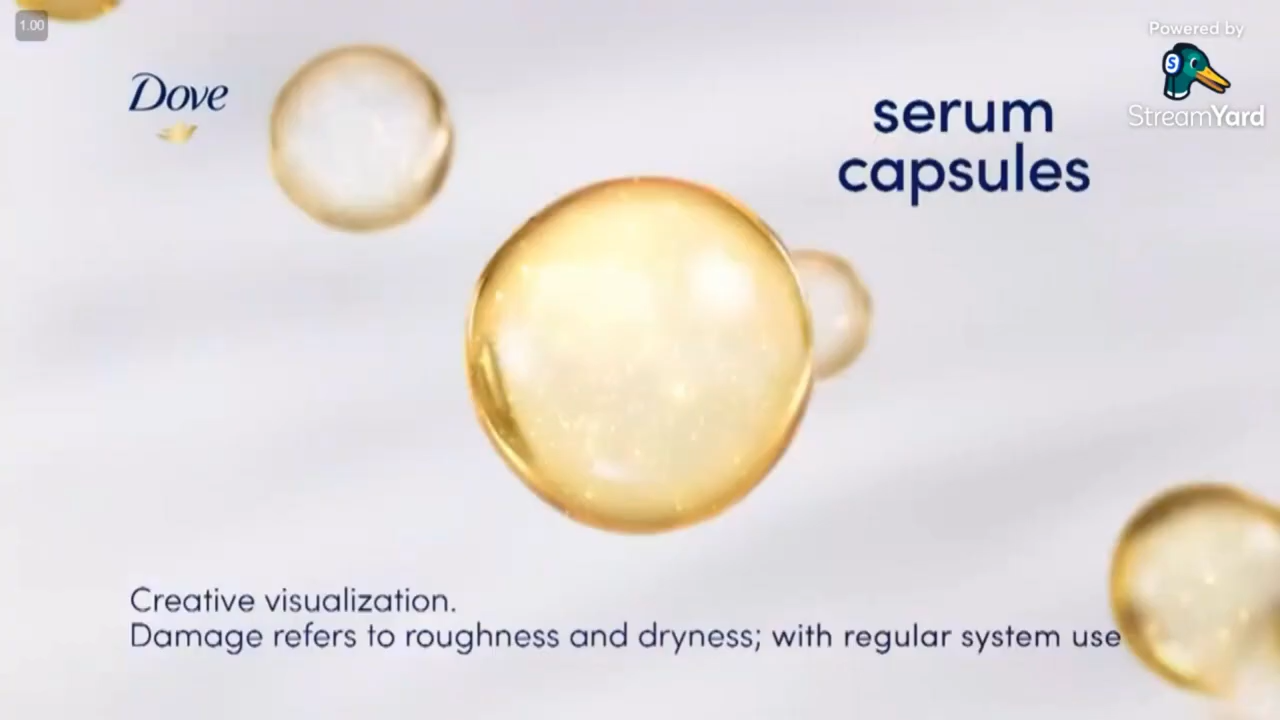 1.00
Powered by
StreamYard
Dove
serum
capsules
Creative visualization.
Damage refers to roughness and dryness; with regular system use